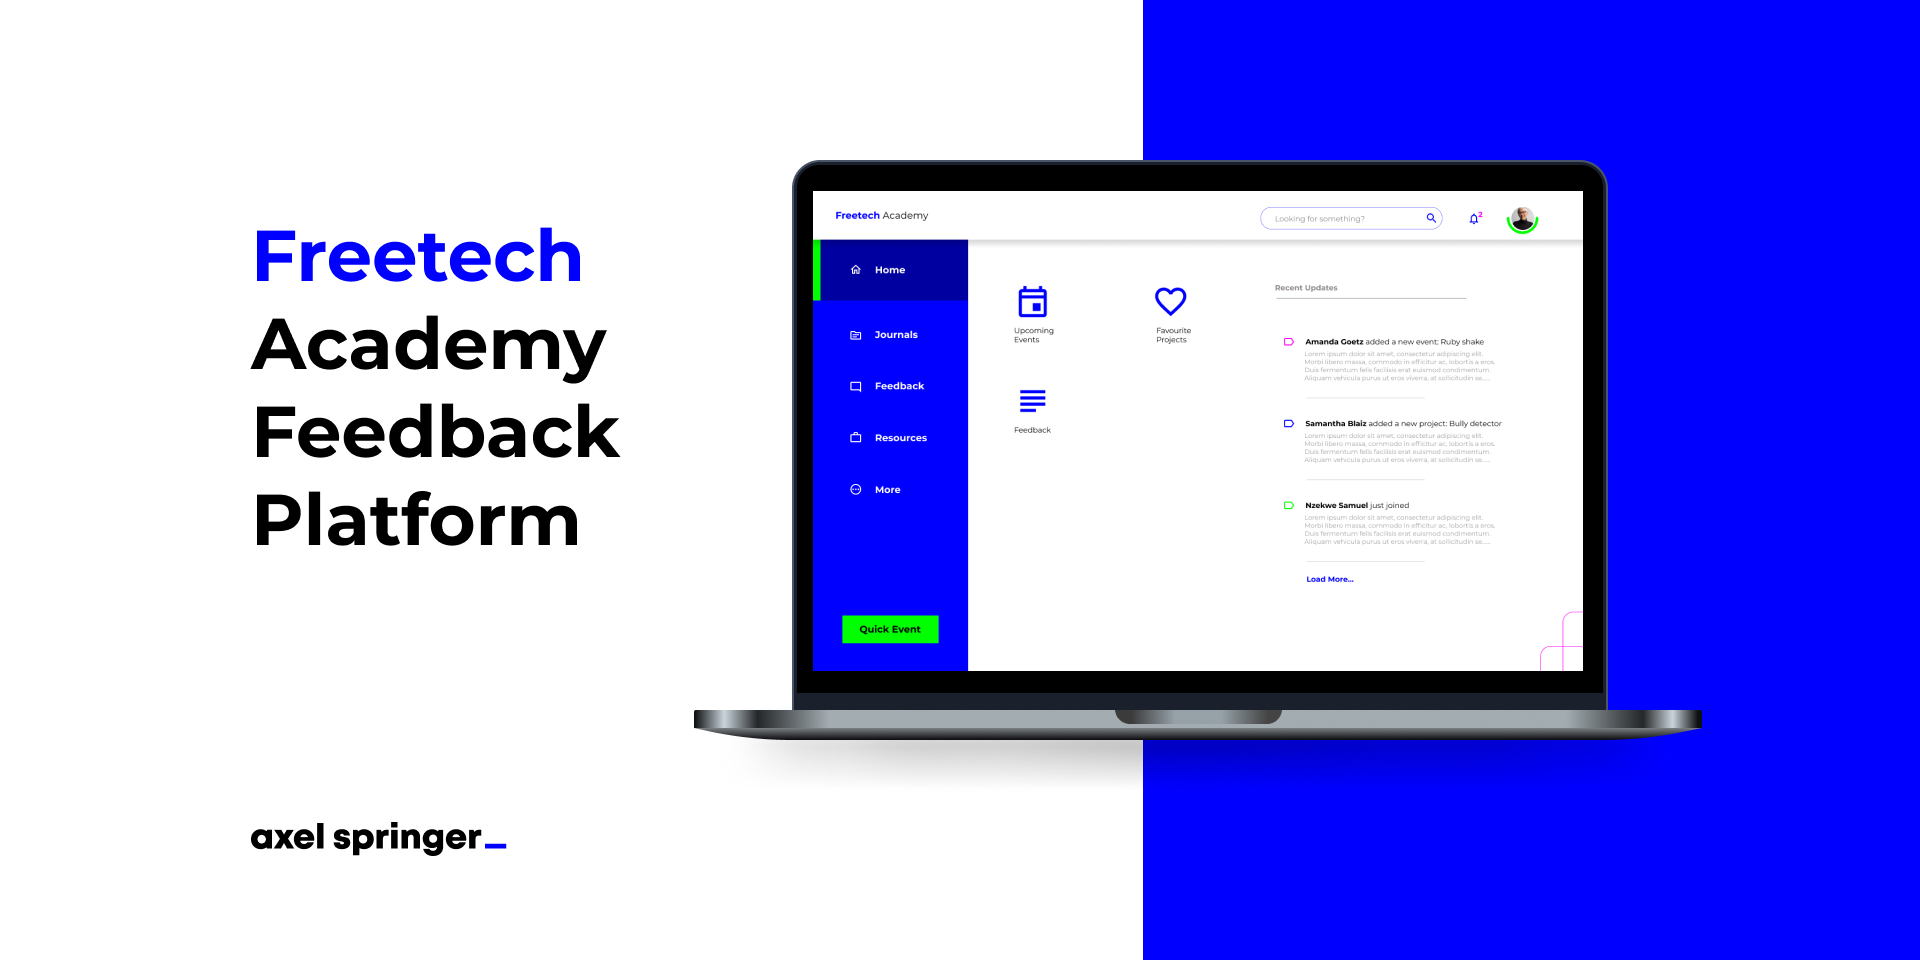 Freetech
Academy
Feedback
Platform
axel springer_
Freetech Academy
Looking for something?
2
Home
Journals
Feedback
Resources
More
Quick Event
Upcoming
Events
Favourite
Projects
Feedback
Recent Updates
Amanda Goetz added a new event: Ruby shake
Lorem ipsum dolor sit amet, consectetur adipiscing elit.
Morbi libero massa, commodo in efficitur ac, lobortis a eros.
Duis fermentum felis facilisis erat euismod condimentum.
Aliquam vehicula purus ut eros viverra, at sollicitudin se.....
Samantha Blaiz added a new project: Bully detector
Lorem ipsum dolor sit amet, consectetur adipiscing elit.
Morbi libero massa, commodo in efficitur ac, lobortis a eros.
Duis fermentum felis facilisis erat euismod condimentum.
Aliquam vehicula purus ut eros viverra, at sollicitudin se.....
Nzekwe Samuel just joined
Lorem ipsum dolor sit amet, consectetur adipiscing elit.
Morbi libero massa, commodo in efficitur ac, lobortis a eros.
Duis fermentum felis facilisis erat euismod condimentum.
Aliquam vehicula purus ut eros viverra, at sollicitudin se.....
Load More...